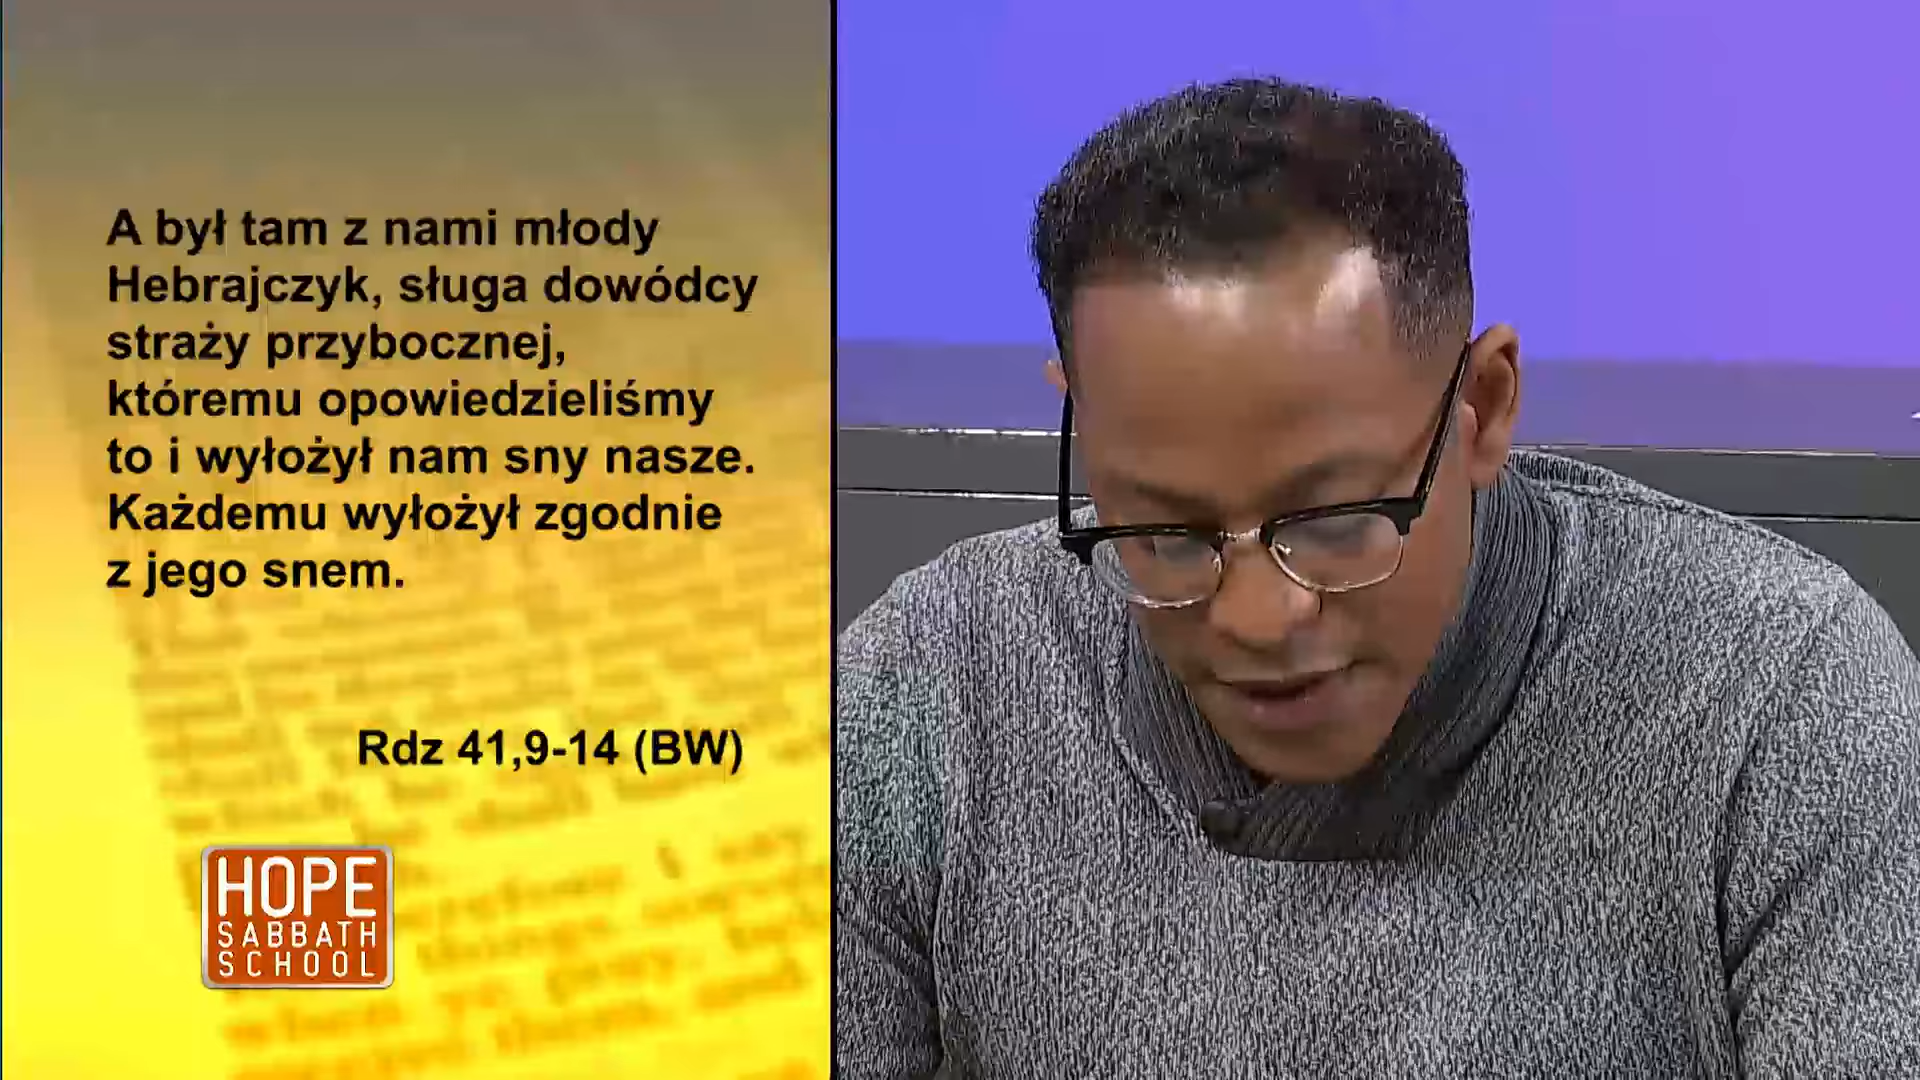 A był tam z nami młody
Hebrajczyk, sługa dowódcy
straży przybocznej,
któremu opowiedzieliśmy
to i wyłożył nam sny nasze.
Każdemu wyłożył zgodnie
z jego snem.
Rdz 41,9-14 (BW)
HOPE
SABBATH
SCHOOL